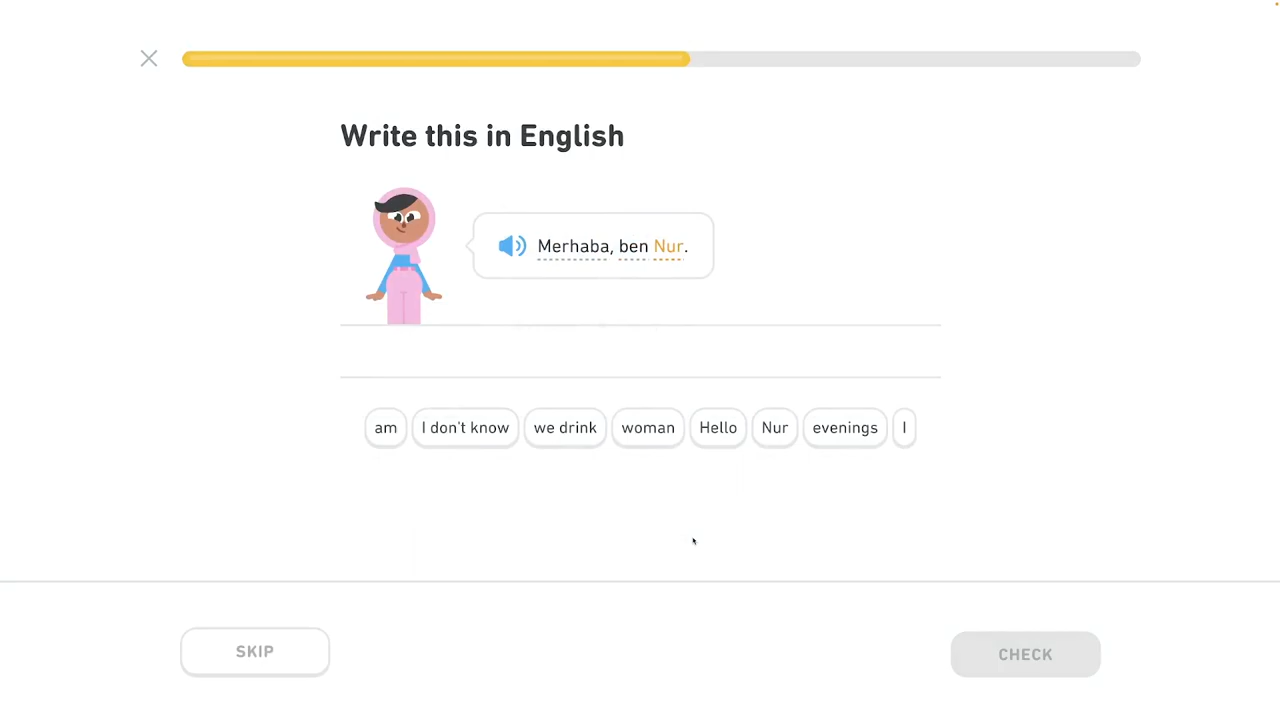 Write this in English
Merhaba, ben Nur.
am I don't know we drink woman Hello Nur evenings I
SKIP CHECK